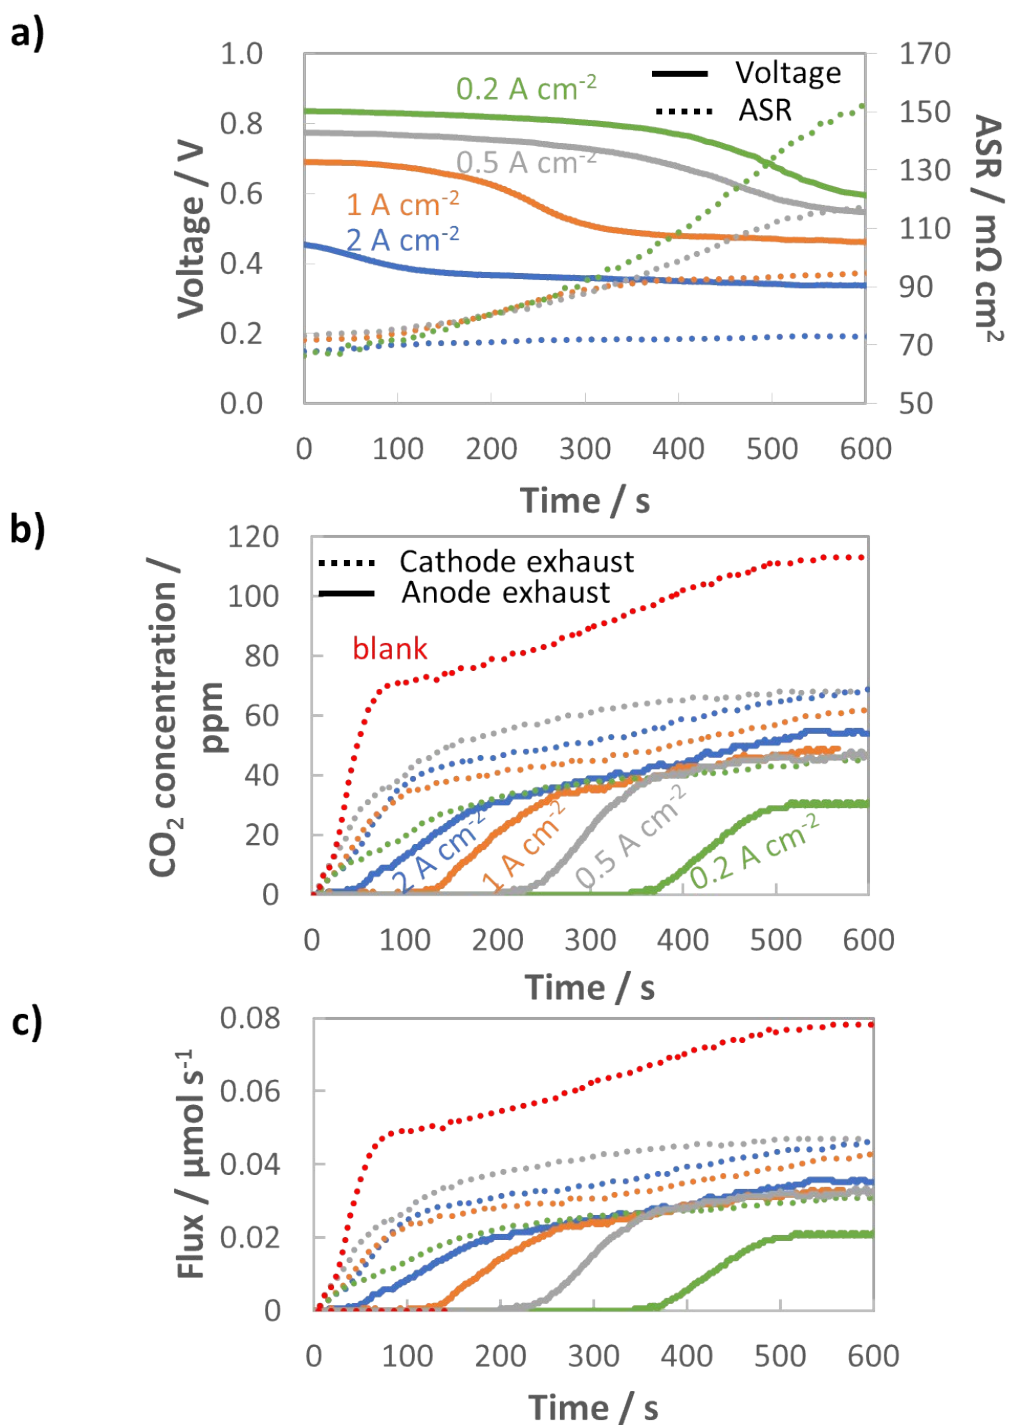 a)
1.0
0.8
0.6
0.4
0.2
0.0
Voltage / V
170
150
130
110
90
70
50
ASR / mΩ cm²
Voltage
ASR
0.2 A cm⁻²
0.5 A cm⁻²
1 A cm⁻²
2 A cm⁻²
0 100 200 300 400 500 600
Time / s
b)
120
100
80
60
40
20
0
CO₂ concentration /
ppm
Cathode exhaust
Anode exhaust
blank
2 A cm⁻²
1 A cm⁻²
0.5 A cm⁻²
0.2 A cm⁻²
0 100 200 300 400 500 600
Time / s
c)
0.08
0.06
0.04
0.02
0
Flux / µmol s⁻¹
0 100 200 300 400 500 600
Time / s